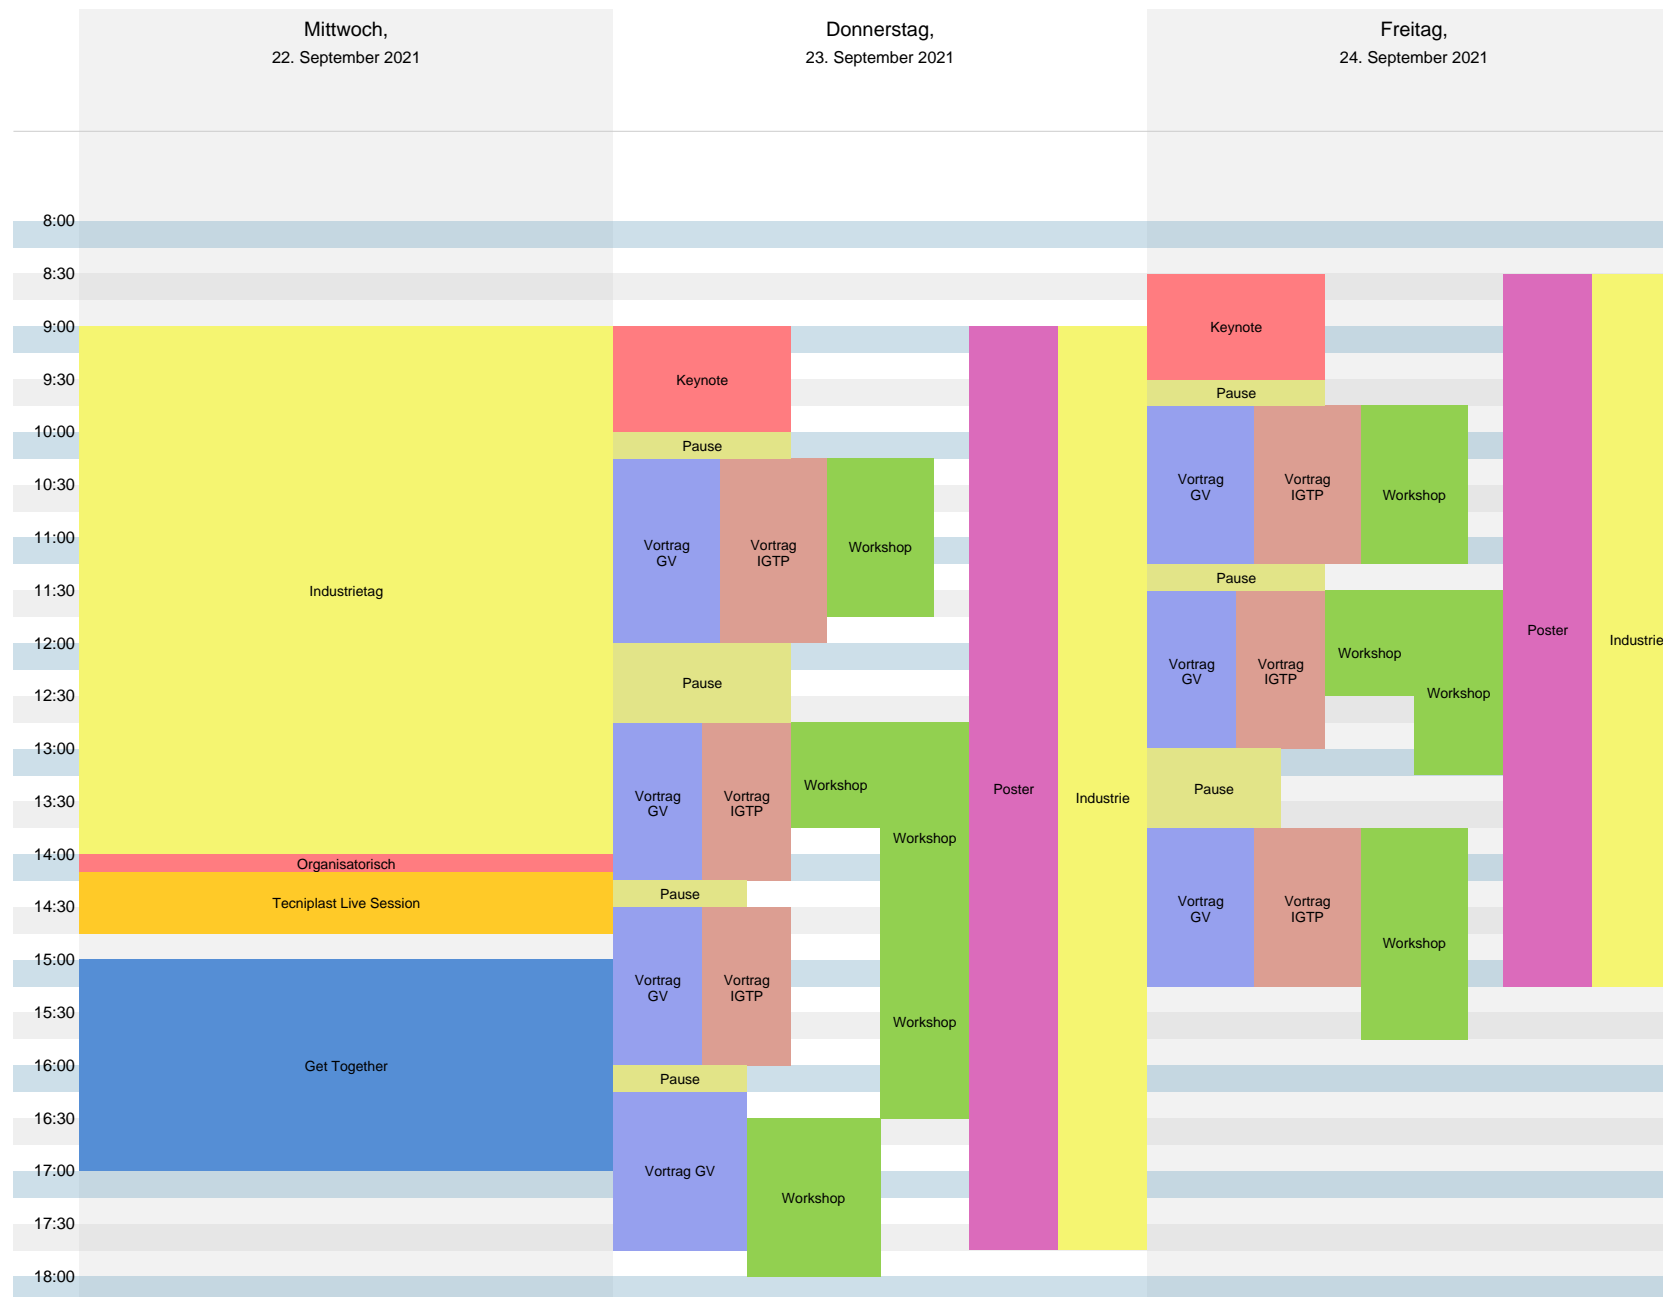 Mittwoch,
22. September 2021
Donnerstag,
23. September 2021
Freitag,
24. September 2021
8:00
8:30
9:00
9:30
10:00
10:30
11:00
11:30
12:00
12:30
13:00
13:30
14:00
14:30
15:00
15:30
16:00
16:30
17:00
17:30
18:00
Industrietag
Organisatorisch
Tecniplast Live Session
Get Together
Keynote
Pause
Vortrag
GV
Vortrag
IGTP
Workshop
Pause
Vortrag
GV
Vortrag
IGTP
Workshop
Workshop
Pause
Vortrag
GV
Vortrag
IGTP
Workshop
Pause
Vortrag GV
Workshop
Poster
Industrie
Keynote
Pause
Vortrag
GV
Vortrag
IGTP
Workshop
Pause
Vortrag
GV
Vortrag
IGTP
Workshop
Workshop
Pause
Vortrag
GV
Vortrag
IGTP
Workshop
Poster
Industrie